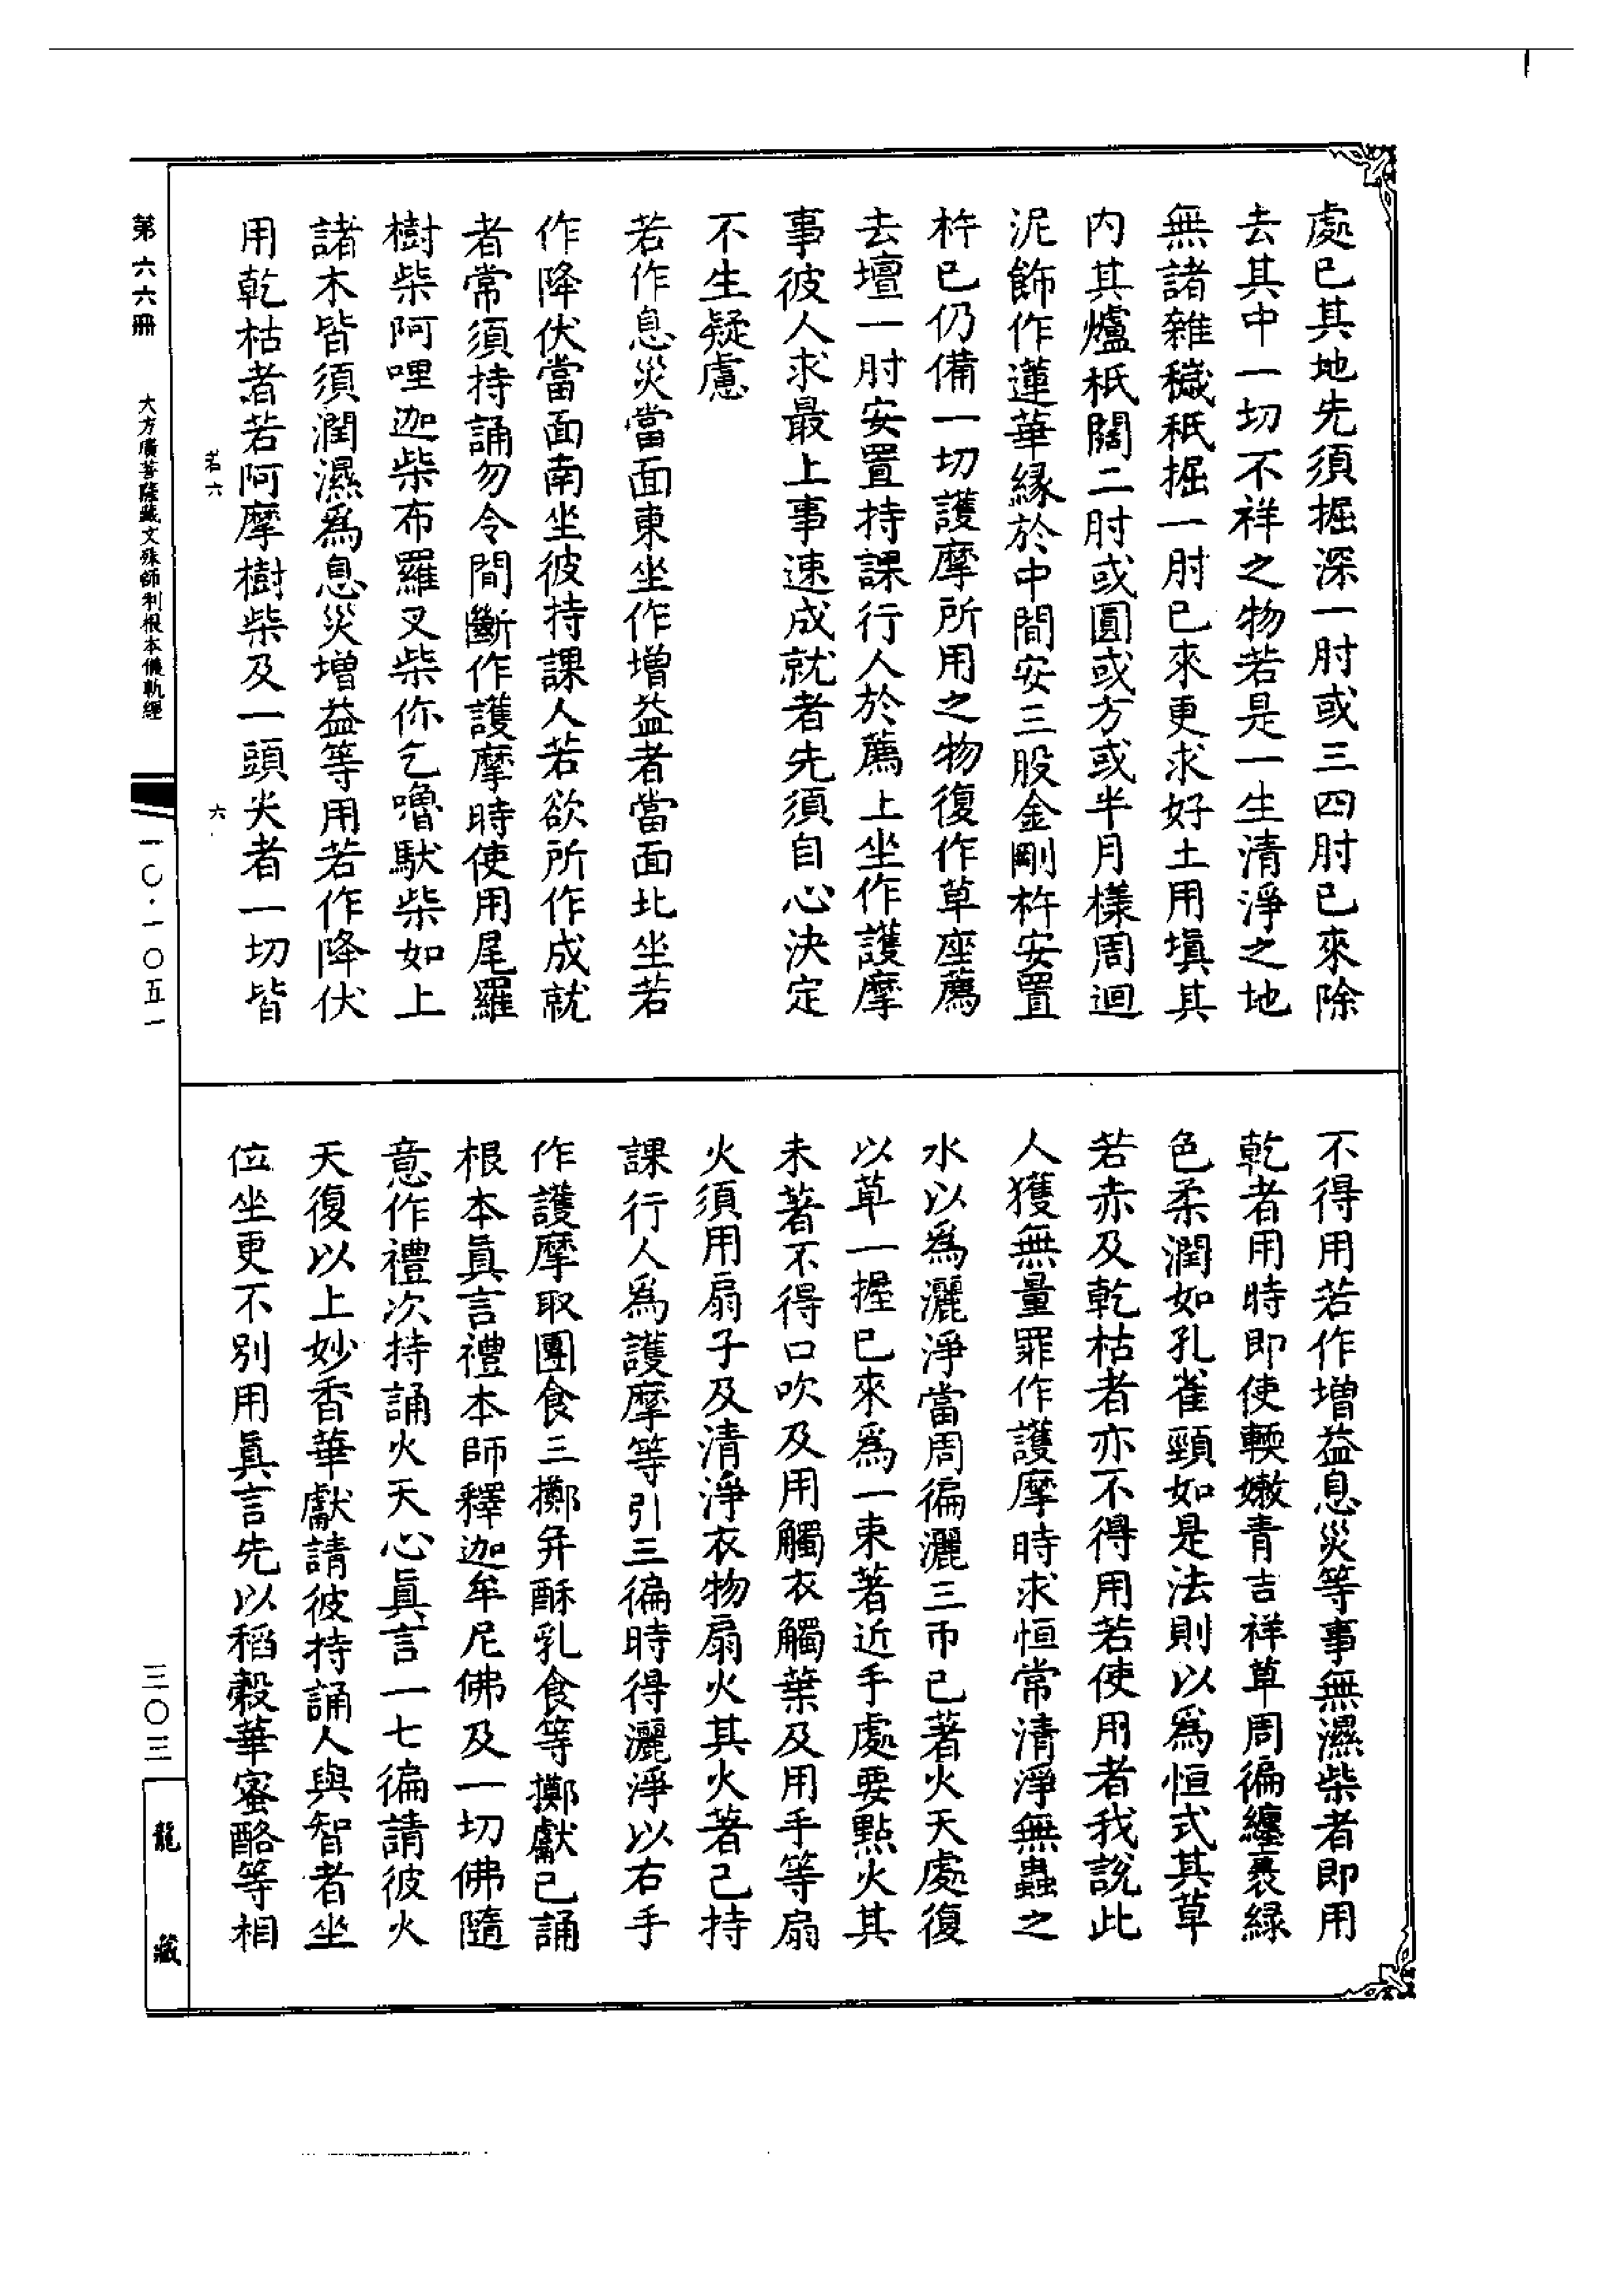 處已其地先須掘深一肘或三四肘已來除
去其中一切不祥之物若是一生清淨之地
無諸雜穢秖掘一肘已來更求好土用塡其
內其爐秖闊二肘或圓或方或半月樣周迴
泥飾作蓮華緣於中間安三股金剛杵安置
杵已仍備一切護摩所用之物復作草座薦
去壇一肘安置持課行人於薦上坐作護摩
事彼人求最上事速成就者先須自心決定
不生疑慮
若作息災當面東坐作增益者當面北坐若
作降伏當面南坐彼持課人若欲所作成就
者常須持誦勿令間斷作護摩時使用尾羅
樹柴阿哩迦柴布羅叉柴你乞嚕馱柴如上
諸木皆須潤濕爲息災增益等用若作降伏
用乾枯者若阿摩樹柴及一頭尖者一切皆
若六
六
不得用若作增益息災等事無濕柴者即用
乾者用時即使輭嫩青吉祥草周徧纏褁緑
色柔潤如孔雀頸如是法則以爲恒式其草
若赤及乾枯者亦不得用若使用者我說此
人獲無量罪作護摩時求恒常清淨無蟲之
水以爲灑淨當周徧灑三帀已著火天處復
以草一握已來爲一束著近手處要點火其
未著不得口吹及用觸衣觸葉及用手等扇
火須用扇子及清淨衣物扇火其火著已持
課行人爲護摩等引三徧時得灑淨以右手
作護摩取團食三擲并酥乳食等擲獻已誦
根本眞言禮本師釋迦牟尼佛及一切佛隨
意作禮次持誦火天心眞言一七徧請彼火
天復以上妙香華獻請彼持誦人與智者坐
位坐更不別用眞言先以稻穀華蜜酪等相
第六六冊
大方廣菩薩藏文殊師利根本儀軌經
一〇·一〇五一
三〇三
龍藏